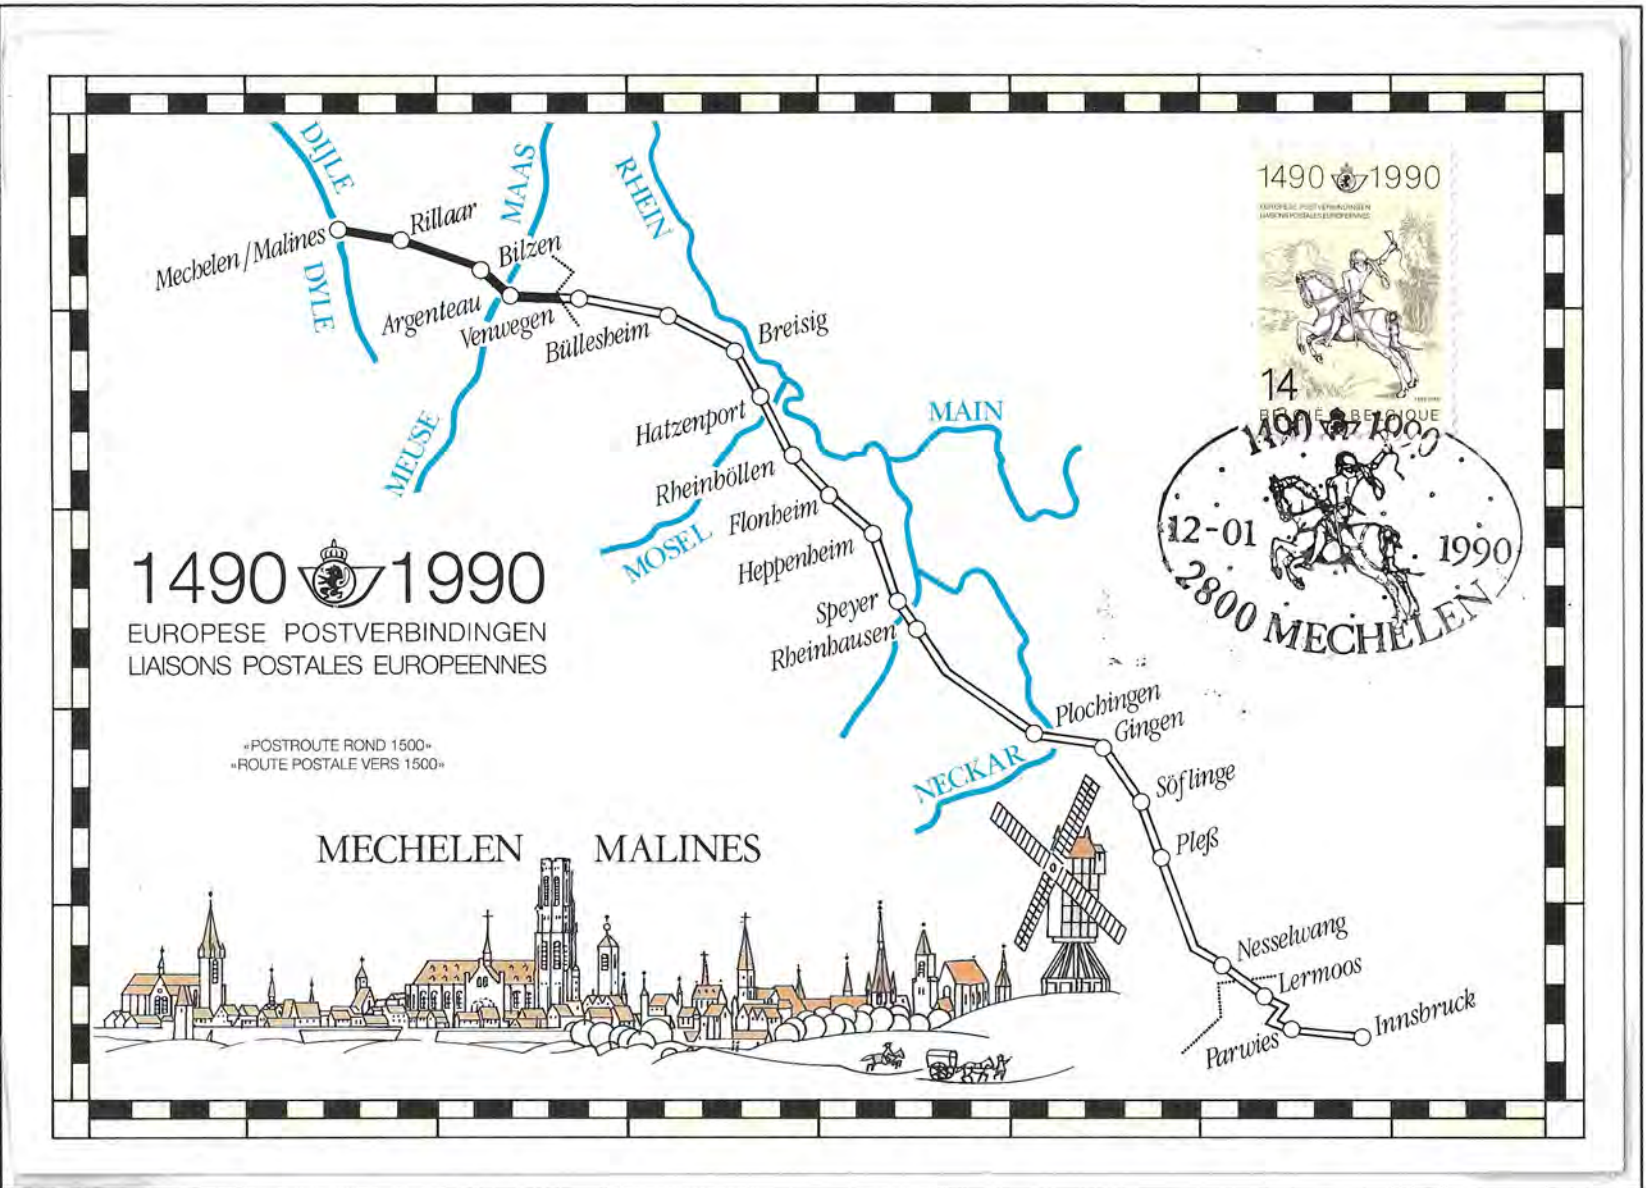 DIJLE
MAAS
RHEIN
1490 1990
EUROPESE POSTVERBINDINGEN
LIAISONS POSTALES EUROPEENNES
14
BELGIË BELGIQUE
Mechelen/Malines
Rillaar
Bilzen
DYLE
Argenteau
Venwegen
Büllesheim
Breisig
MEUSE
Hatzenport
MAIN
Rheinböllen
MOSEL
Flonheim
Heppenheim
Speyer
Rheinhausen
1490 1990
12-01
1990
2800 MECHELEN
1490 1990
EUROPESE POSTVERBINDINGEN
LIAISONS POSTALES EUROPEENNES
«POSTROUTE ROND 1500»
«ROUTE POSTALE VERS 1500»
Plochingen
Gingen
NECKAR
Söflinge
Pleß
MECHELEN MALINES
Nesselwang
Lermoos
Parwies
Innsbruck